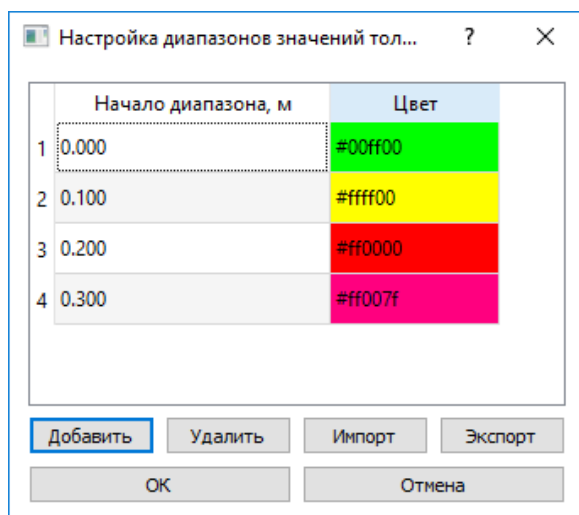 Настройка диапазонов значений тол... ?
Начало диапазона, м Цвет
1 0.000 #00ff00
2 0.100 #ffff00
3 0.200 #ff0000
4 0.300 #ff007f
Добавить Удалить Импорт Экспорт
ОК Отмена